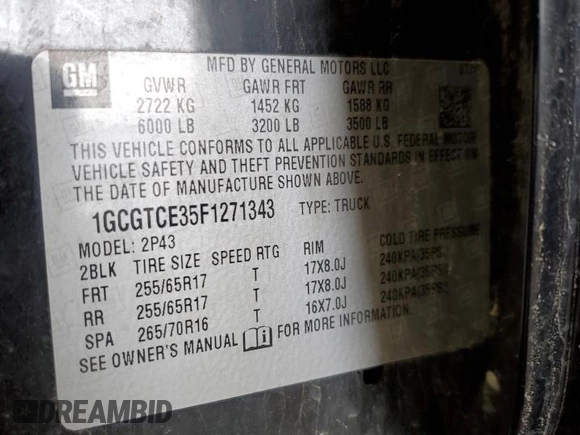 GM
MFD BY GENERAL MOTORS LLC
GVWR GAWR FRT GAWR RR
2722 KG 1452 KG 1588 KG
6000 LB 3200 LB 3500 LB
THIS VEHICLE CONFORMS TO ALL APPLICABLE U.S. FEDERAL MOTOR
VEHICLE SAFETY AND THEFT PREVENTION STANDARDS IN EFFECT ON
THE DATE OF MANUFACTURE SHOWN ABOVE.
1GCGTCE35F1271343 TYPE: TRUCK
MODEL: 2P43
2BLK TIRE SIZE SPEED RTG RIM COLD TIRE PRESSURE
FRT 255/65R17 T 17X8.0J 240KPA(35PSI)
RR 255/65R17 T 17X8.0J 240KPA(35PSI)
SPA 265/70R16 T 16X7.0J 240KPA(35PSI)
SEE OWNER'S MANUAL FOR MORE INFORMATION.
DREAMBID